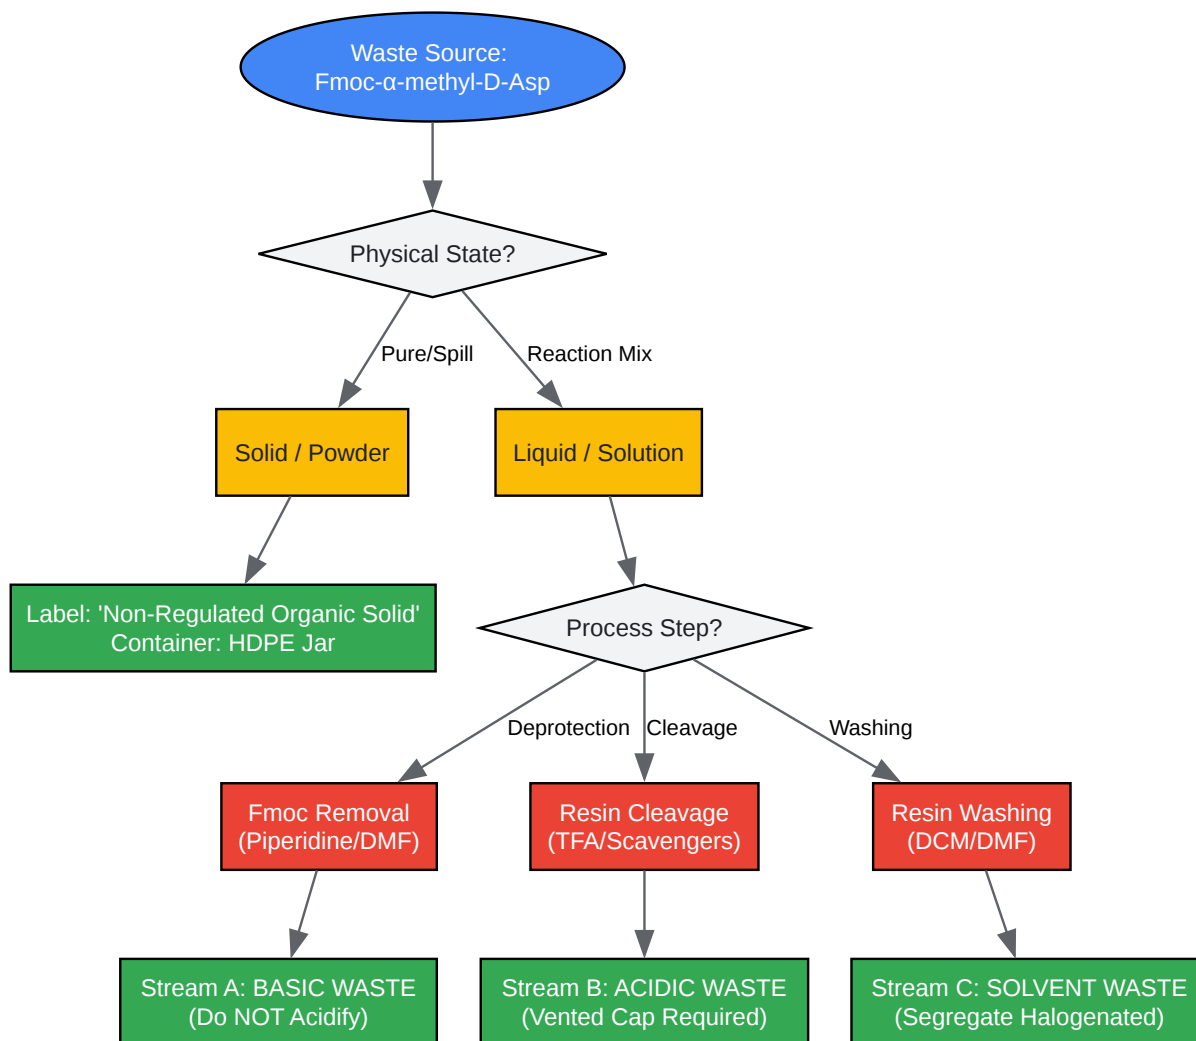 Waste Source:
Fmoc-α-methyl-D-Asp
Physical State?
Pure/Spill
Reaction Mix
Solid / Powder
Liquid / Solution
Label: 'Non-Regulated Organic Solid'
Container: HDPE Jar
Process Step?
Deprotection
Cleavage
Washing
Fmoc Removal
(Piperidine/DMF)
Resin Cleavage
(TFA/Scavengers)
Resin Washing
(DCM/DMF)
Stream A: BASIC WASTE
(Do NOT Acidify)
Stream B: ACIDIC WASTE
(Vented Cap Required)
Stream C: SOLVENT WASTE
(Segregate Halogenated)